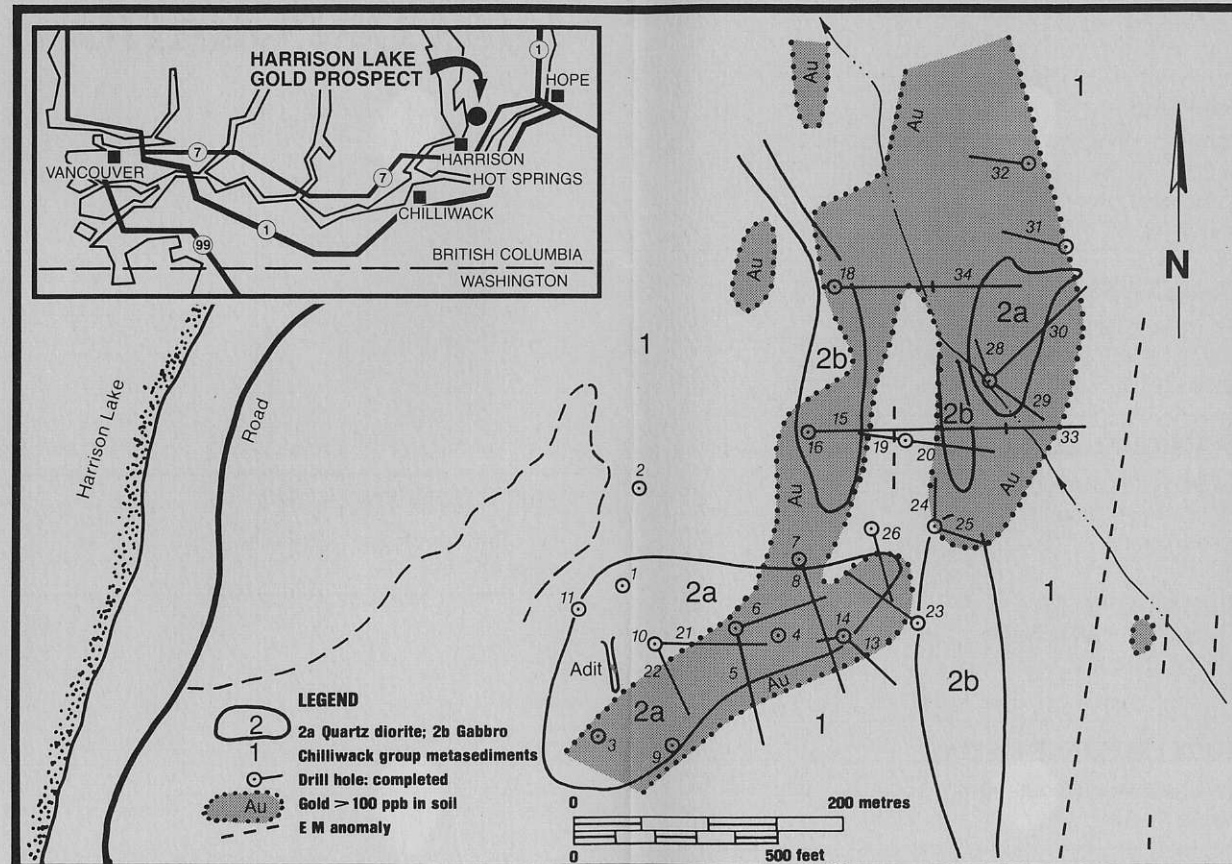 HARRISON LAKE
GOLD PROSPECT
1
HOPE
7
VANCOUVER
HARRISON
HOT SPRINGS
7
CHILLIWACK
1
99
BRITISH COLUMBIA
WASHINGTON
Au
Au
1
32
N
31
Au
18
34
2a
30
1
2b
28
29
Harrison Lake
Road
2b
15
16
19
20
33
2
Au
Au
24
25
26
7
8
1
11
2a
1
6
23
10
21
4
14
13
22
5
Adit
Au
2b
2a
1
3
9
LEGEND
2 2a Quartz diorite; 2b Gabbro
1 Chilliwack group metasediments
Drill hole: completed
Au Gold > 100 ppb in soil
E M anomaly
0 200 metres
0 500 feet